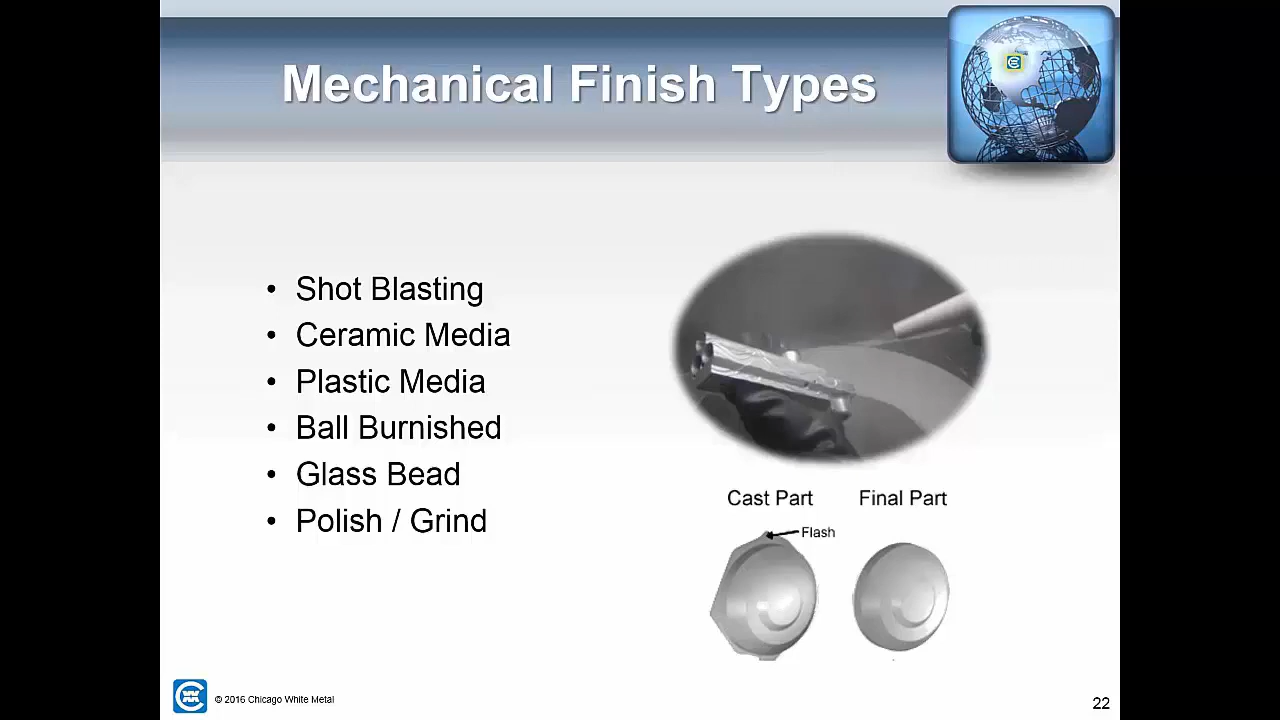 Mechanical Finish Types
• Shot Blasting
• Ceramic Media
• Plastic Media
• Ball Burnished
• Glass Bead
• Polish / Grind
Cast Part Final Part
Flash
© 2016 Chicago White Metal
22